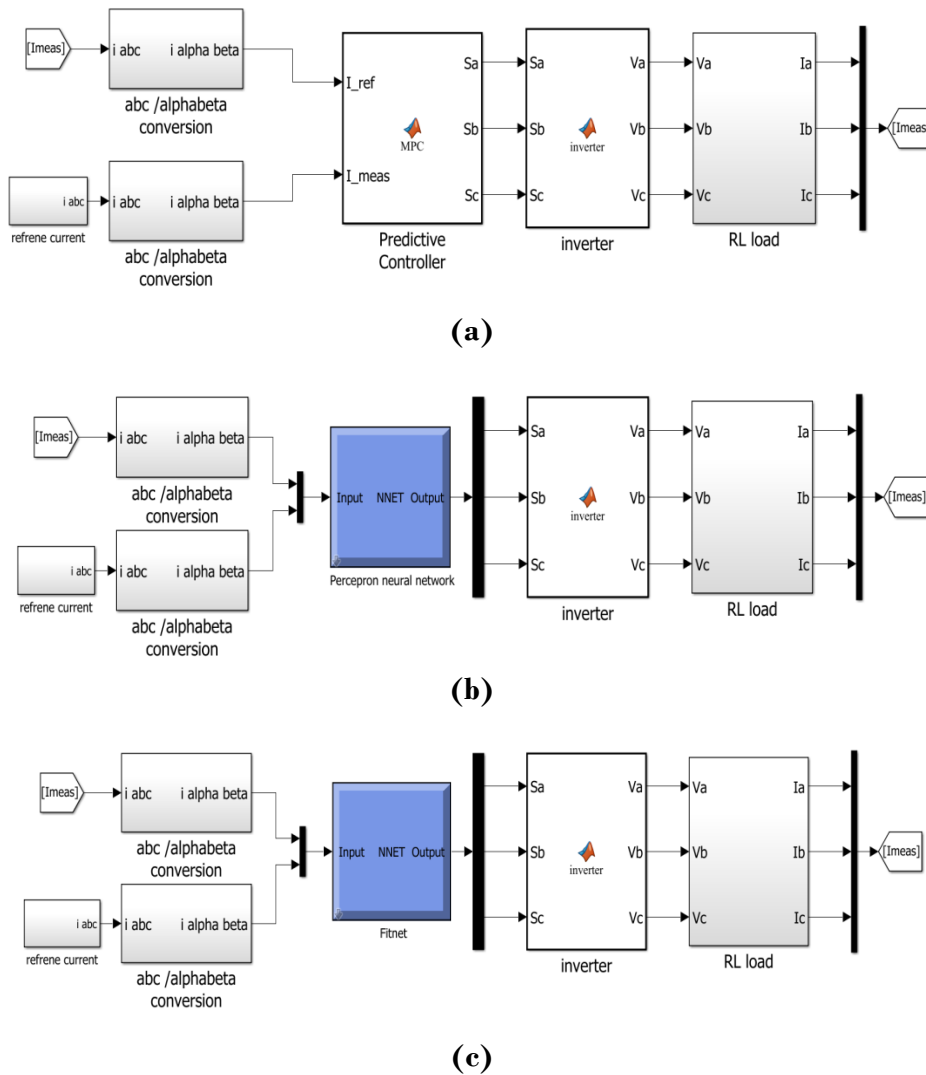 [Imeas]
i abc i alpha beta
abc /alphabeta
conversion
i abc
refrene current
i abc i alpha beta
abc /alphabeta
conversion
I_ref
I_meas
MPC
Sa
Sb
Sc
Predictive
Controller
Sa
Sb
Sc
inverter
Va
Vb
Vc
inverter
Va
Vb
Vc
Ia
Ib
Ic
RL load
[Imeas]
(a)
[Imeas]
i abc i alpha beta
abc /alphabeta
conversion
i abc
refrene current
i abc i alpha beta
abc /alphabeta
conversion
Input NNET Output
Percepron neural network
Sa
Sb
Sc
inverter
Va
Vb
Vc
inverter
Va
Vb
Vc
Ia
Ib
Ic
RL load
[Imeas]
(b)
[Imeas]
i abc i alpha beta
abc /alphabeta
conversion
i abc
refrene current
i abc i alpha beta
abc /alphabeta
conversion
Input NNET Output
Fitnet
Sa
Sb
Sc
inverter
Va
Vb
Vc
inverter
Va
Vb
Vc
Ia
Ib
Ic
RL load
[Imeas]
(c)